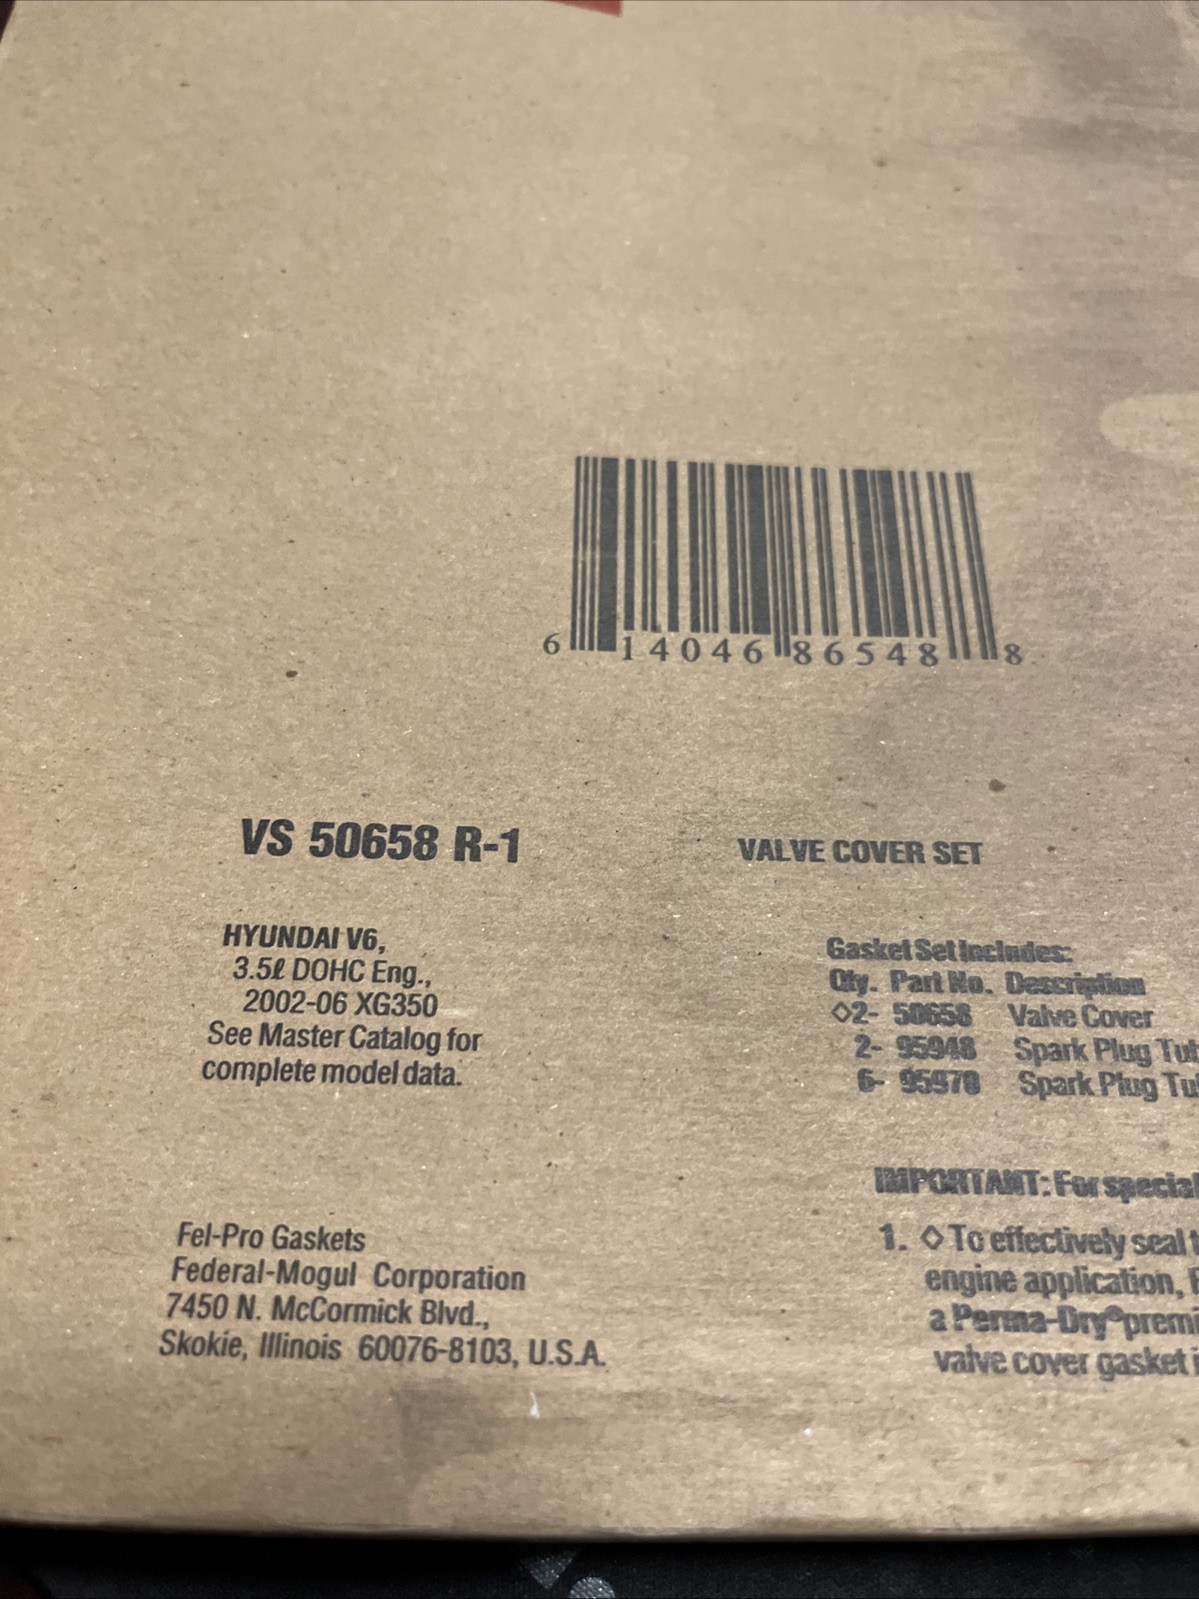 6 14046 86548 8
VS 50658 R-1
VALVE COVER SET
HYUNDAI V6,
3.5ℓ DOHC Eng.,
2002-06 XG350
See Master Catalog for
complete model data.
Gasket Set Includes:
Qty. Part No. Description
◇2- 50658 Valve Cover
2- 95948 Spark Plug
6- 95970 Spark Plug
Fel-Pro Gaskets
Federal-Mogul Corporation
7450 N. McCormick Blvd.,
Skokie, Illinois 60076-8103, U.S.A.
IMPORTANT: For special
1. ◇ To effectively seal
engine application,
a Perma-Dry®
valve cover gasket